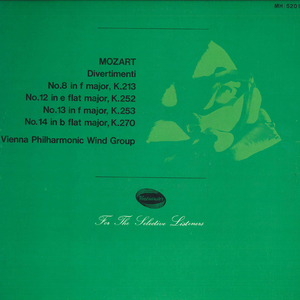 MOZART
Divertimenti
No.8 in f major, K.213
No.12 in e flat major, K.252
No.13 in f major, K.253
No.14 in b flat major, K.270
Vienna Philharmonic Wind Group
For The Selective Listeners